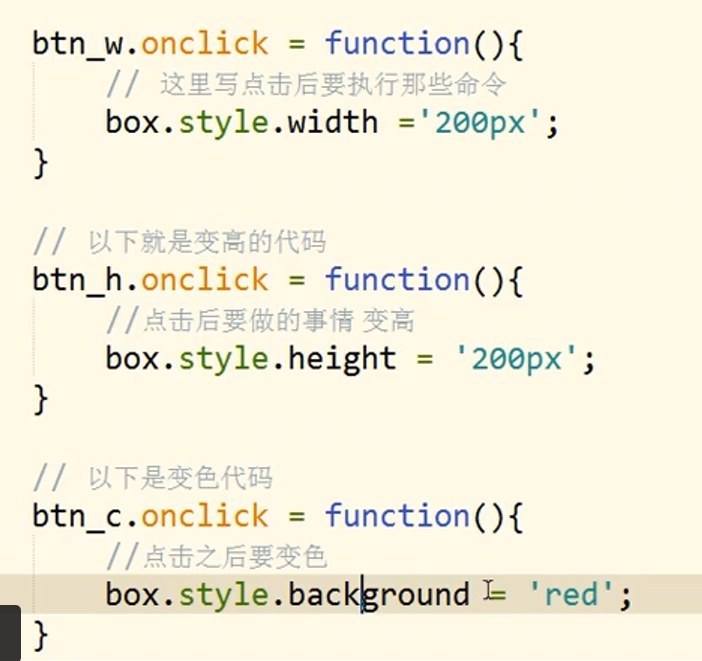 btn_w.onclick = function(){
// 这里写点击后要执行那些命令
box.style.width ='200px';
}
// 以下就是变高的代码
btn_h.onclick = function(){
//点击后要做的事情 变高
box.style.height = '200px';
}
// 以下是变色代码
btn_c.onclick = function(){
//点击之后要变色
box.style.background = 'red';
}